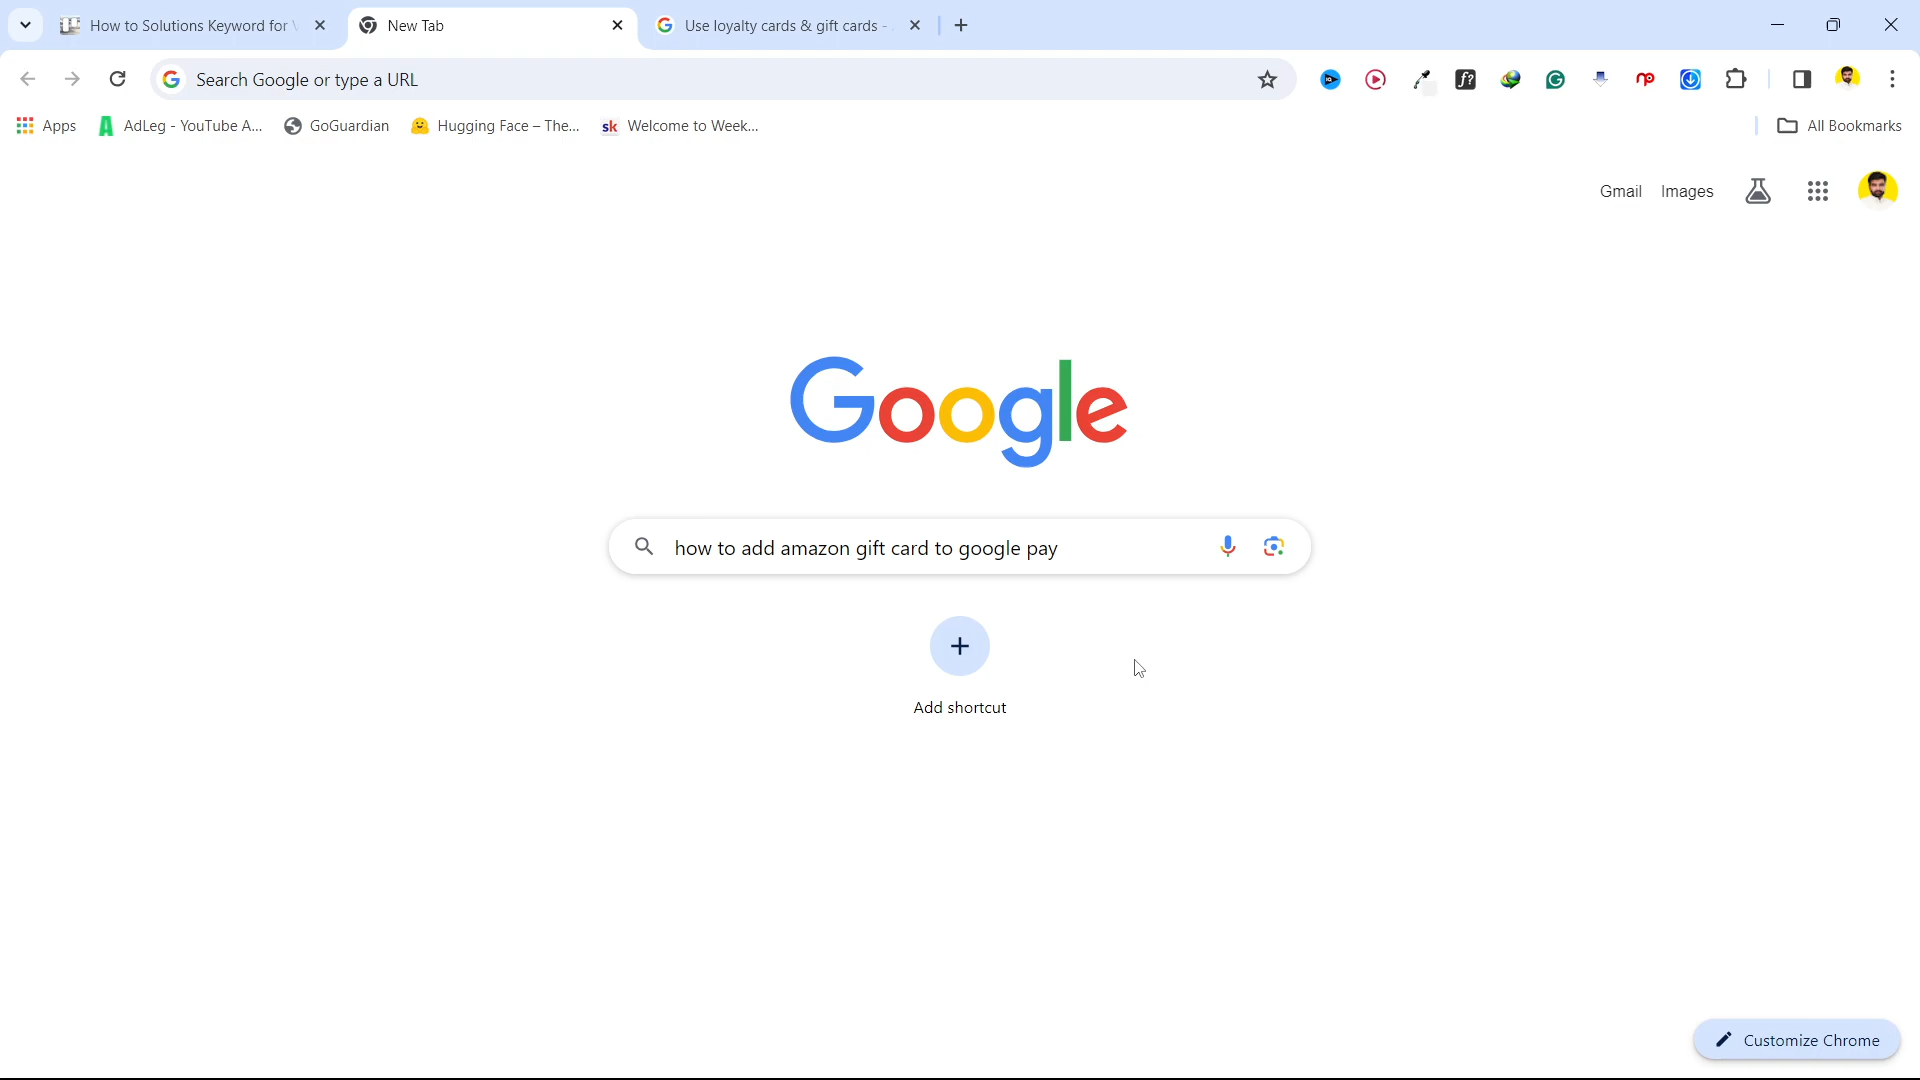 How to Solutions Keyword for
New Tab
Use loyalty cards & gift cards -
Search Google or type a URL
f?
Apps
AdLeg - YouTube A...
GoGuardian
Hugging Face – The...
sk
Welcome to Week...
All Bookmarks
Gmail
Images
Google
how to add amazon gift card to google pay
Add shortcut
Customize Chrome